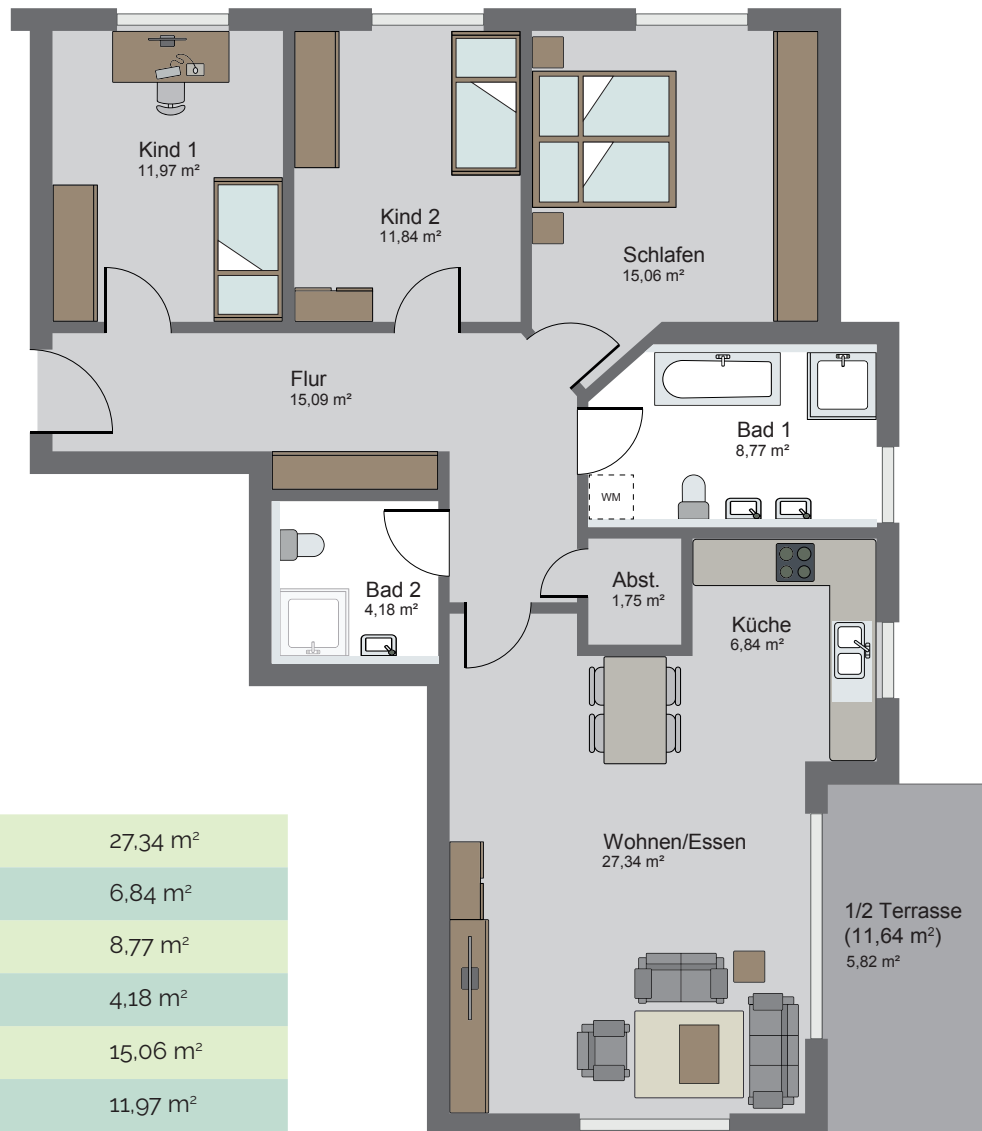 Kind 1
11,97 m²
Kind 2
11,84 m²
Schlafen
15,06 m²
Flur
15,09 m²
Bad 1
8,77 m²
WM
Bad 2
4,18 m²
Abst.
1,75 m²
Küche
6,84 m²
Wohnen/Essen
27,34 m²
1/2 Terrasse
(11,64 m²)
5,82 m²
27,34 m²
6,84 m²
8,77 m²
4,18 m²
15,06 m²
11,97 m²